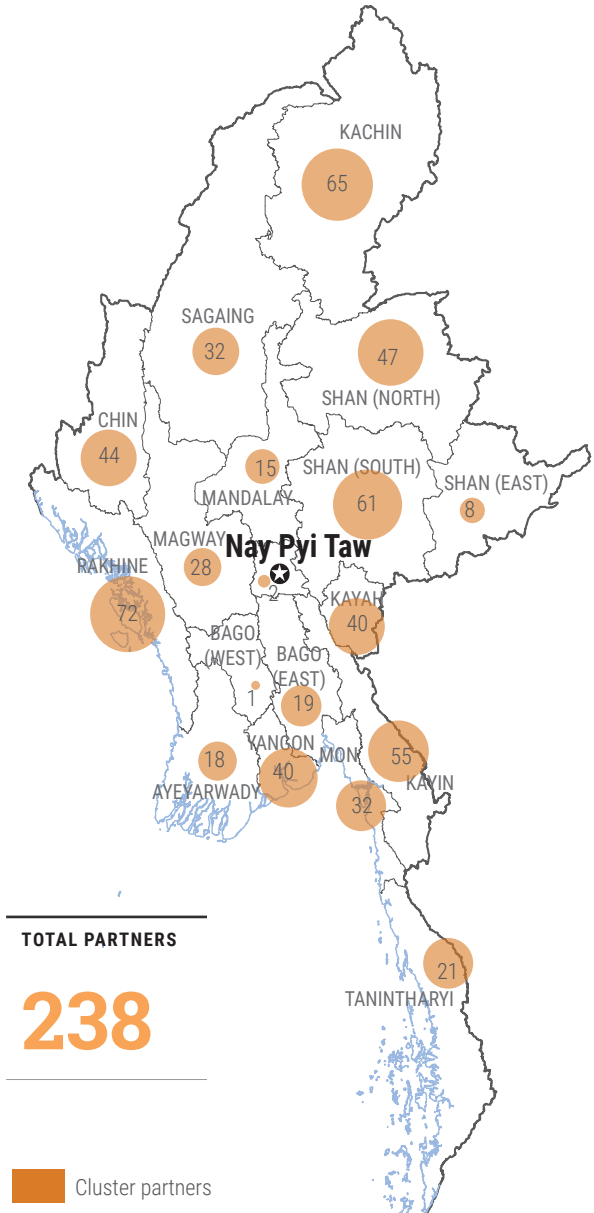 KACHIN
65
SAGAING
32
47
SHAN (NORTH)
CHIN
44
15
MANDALAY
SHAN (SOUTH)
61
SHAN (EAST)
8
MAGWAY
28
Nay Pyi Taw
2
RAKHINE
72
KAYAH
40
BAGO
(WEST)
1
BAGO
(EAST)
19
YANGON
40
MON
32
55
KAYIN
18
AYEYARWADY
TOTAL PARTNERS
238
21
TANINTHARYI
Cluster partners